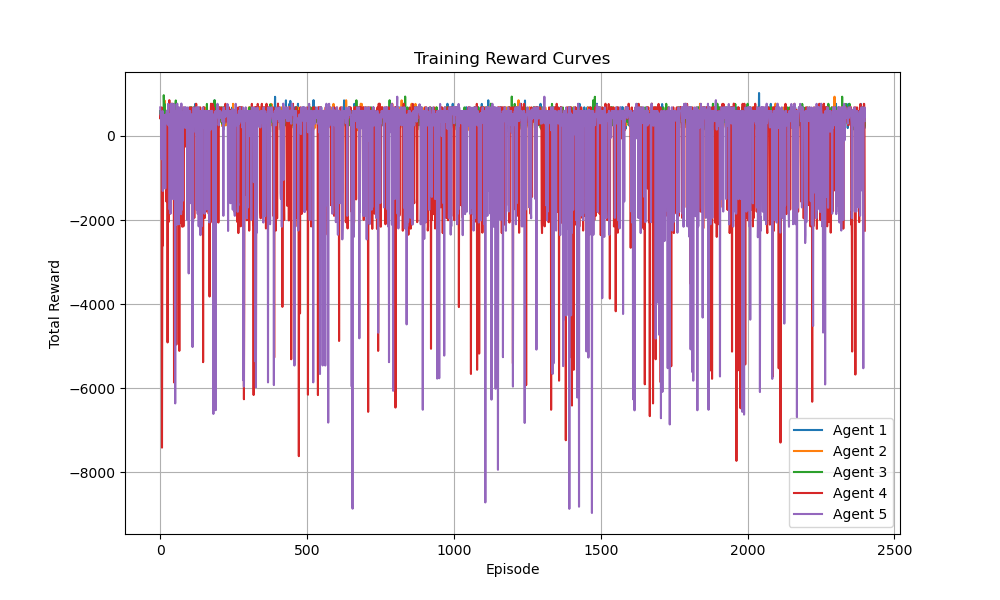 Training Reward Curves
Total Reward
0
−2000
−4000
−6000
−8000
0
500
1000
1500
2000
2500
Episode
Agent 1
Agent 2
Agent 3
Agent 4
Agent 5